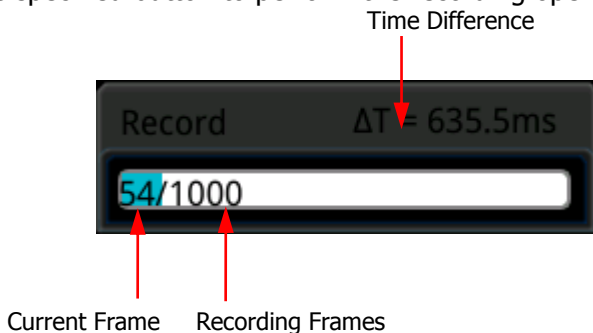 Time Difference
Record ΔT = 635.5ms
54/1000
Current Frame Recording Frames